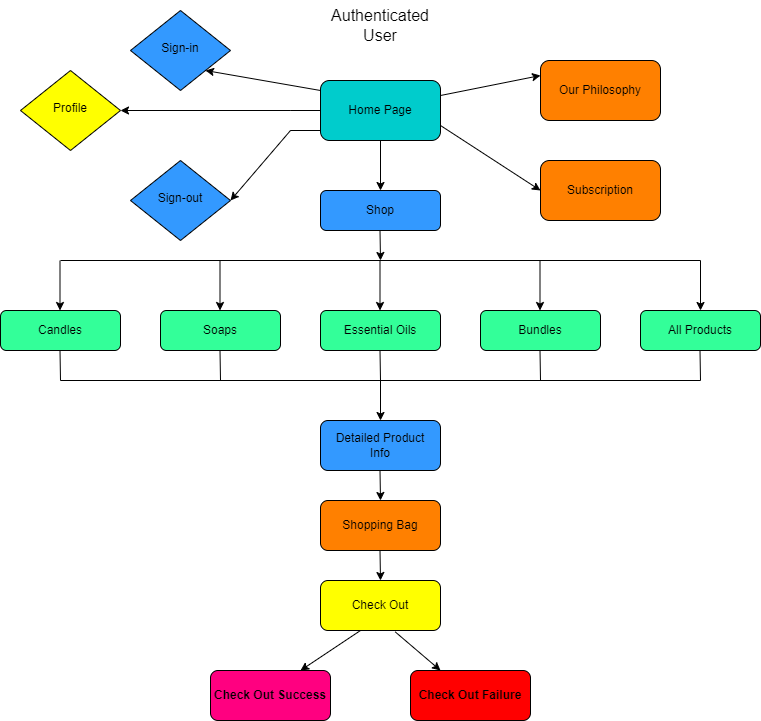 Authenticated
User
Sign-in
Profile
Home Page
Our Philosophy
Sign-out
Subscription
Shop
Candles
Soaps
Essential Oils
Bundles
All Products
Detailed Product
Info
Shopping Bag
Check Out
Check Out Success
Check Out Failure